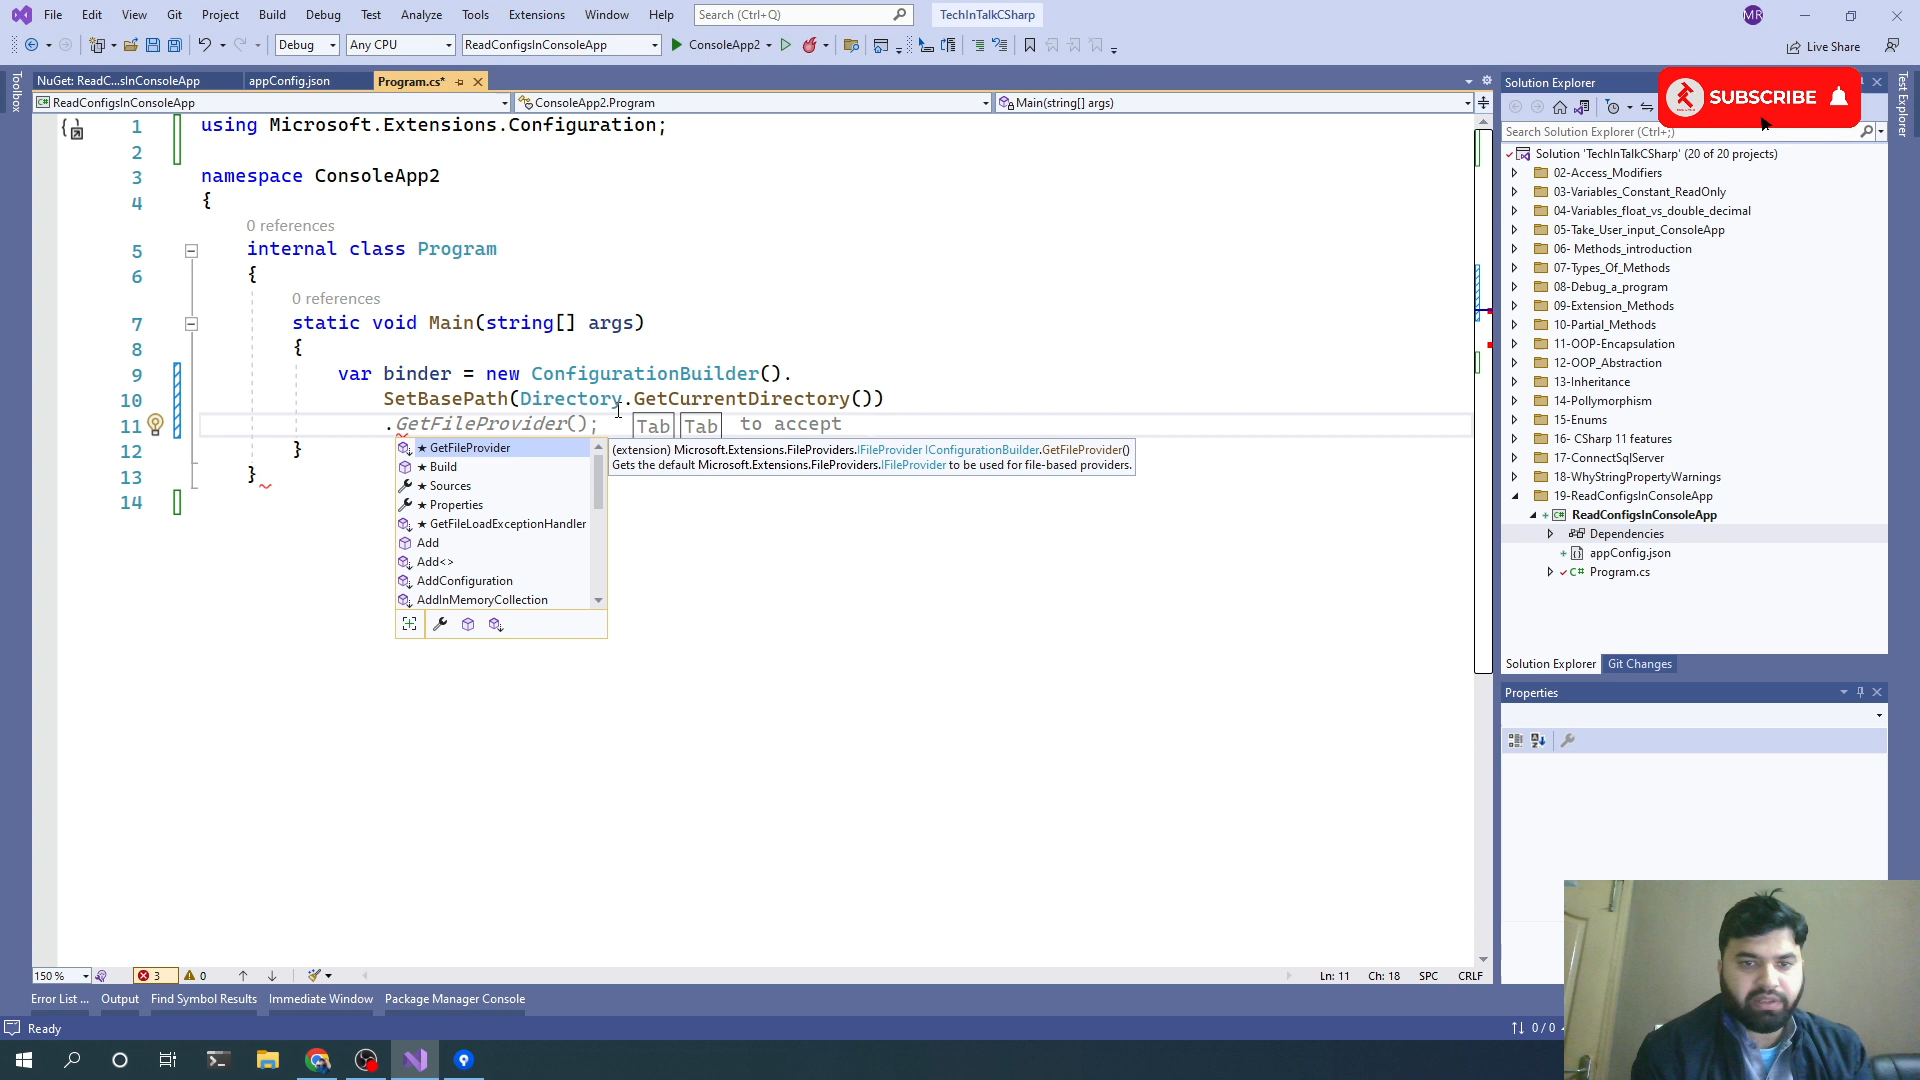 File Edit View Git Project Build Debug Test Analyze Tools Extensions Window Help Search (Ctrl+Q) TechInTalkCSharp MR
Debug Any CPU ReadConfigsInConsoleApp ConsoleApp2 Live Share
Toolbox
NuGet: ReadC...sInConsoleApp appConfig.json Program.cs*
ReadConfigsInConsoleApp ConsoleApp2.Program Main(string[] args)
1 using Microsoft.Extensions.Configuration;
2
3 namespace ConsoleApp2
4 {
0 references
5 internal class Program
6 {
0 references
7 static void Main(string[] args)
8 {
9 var binder = new ConfigurationBuilder().
10 SetBasePath(Directory.GetCurrentDirectory())
11 .GetFileProvider(); Tab Tab to accept
12 }
13 }
14
★ GetFileProvider
★ Build
★ Sources
★ Properties
★ GetFileLoadExceptionHandler
Add
Add<>
AddConfiguration
AddInMemoryCollection
(extension) Microsoft.Extensions.FileProviders.IFileProvider IConfigurationBuilder.GetFileProvider()
Gets the default Microsoft.Extensions.FileProviders.IFileProvider to be used for file-based providers.
150 % 3 0 Ln: 11 Ch: 18 SPC CRLF
Error List ... Output Find Symbol Results Immediate Window Package Manager Console
Ready 0 / 0
Solution Explorer
SUBSCRIBE
Test Explorer
Search Solution Explorer (Ctrl+;)
Solution 'TechInTalkCSharp' (20 of 20 projects)
02-Access_Modifiers
03-Variables_Constant_ReadOnly
04-Variables_float_vs_double_decimal
05-Take_User_input_ConsoleApp
06- Methods_introduction
07-Types_Of_Methods
08-Debug_a_program
09-Extension_Methods
10-Partial_Methods
11-OOP-Encapsulation
12-OOP_Abstraction
13-Inheritance
14-Pollymorphism
15-Enums
16- CSharp 11 features
17-ConnectSqlServer
18-WhyStringPropertyWarnings
19-ReadConfigsInConsoleApp
ReadConfigsInConsoleApp
Dependencies
appConfig.json
C# Program.cs
Solution Explorer Git Changes
Properties